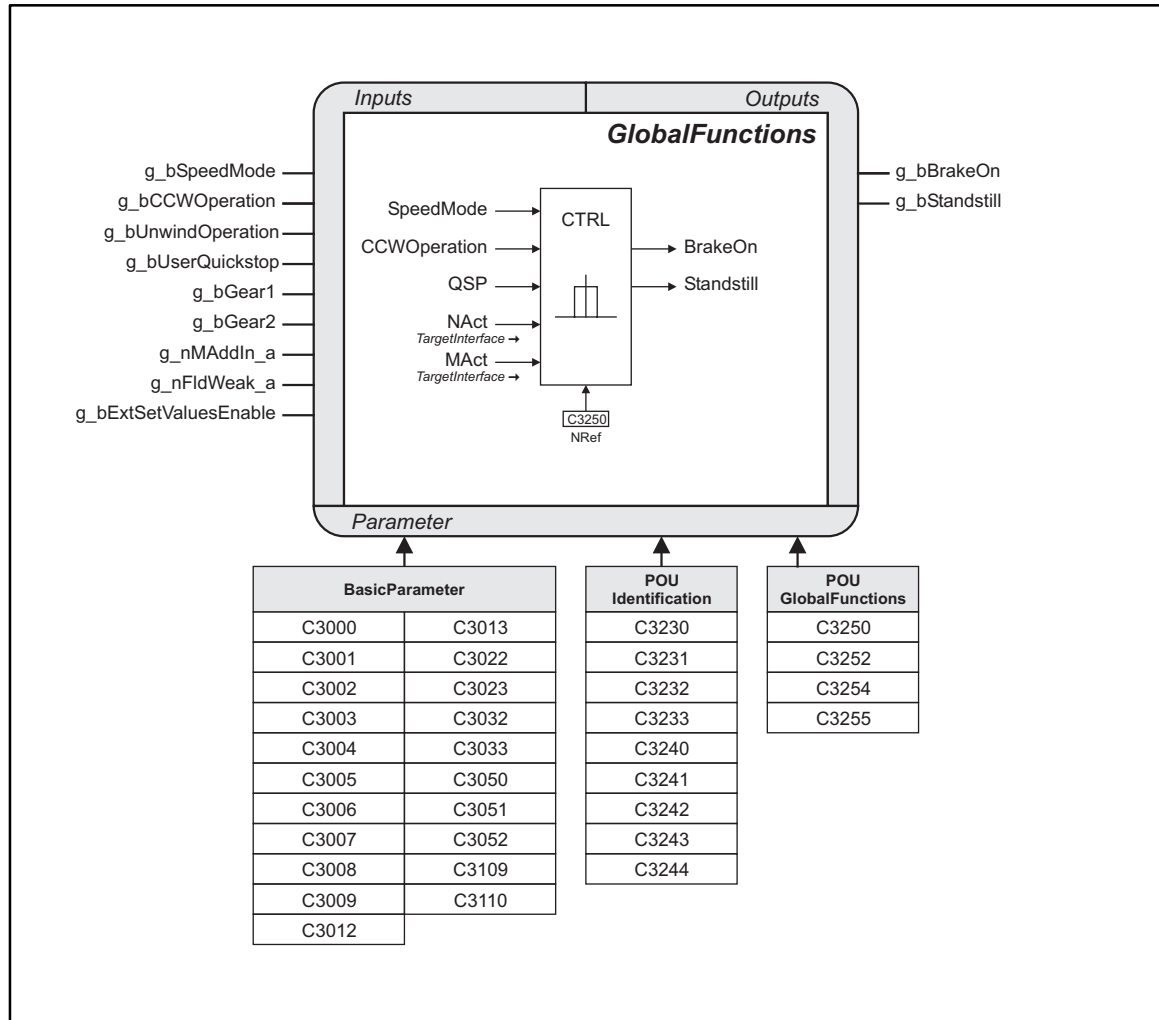 Inputs
Outputs
GlobalFunctions
g_bSpeedMode
g_bCCWOperation
g_bUnwindOperation
g_bUserQuickstop
g_bGear1
g_bGear2
g_nMAddIn_a
g_nFldWeak_a
g_bExtSetValuesEnable
SpeedMode
CCWOperation
QSP
NAct
TargetInterface →
MAct
TargetInterface →
CTRL
C3250
NRef
BrakeOn
Standstill
g_bBrakeOn
g_bStandstill
Parameter
BasicParameter
C3000 C3013
C3001 C3022
C3002 C3023
C3003 C3032
C3004 C3033
C3005 C3050
C3006 C3051
C3007 C3052
C3008 C3109
C3009 C3110
C3012
POU
Identification
C3230
C3231
C3232
C3233
C3240
C3241
C3242
C3243
C3244
POU
GlobalFunctions
C3250
C3252
C3254
C3255